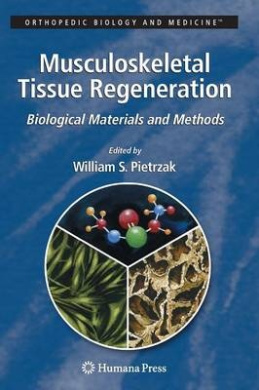 ORTHOPEDIC BIOLOGY AND MEDICINE™
Musculoskeletal
Tissue Regeneration
Biological Materials and Methods
Edited by
William S. Pietrzak
Humana Press